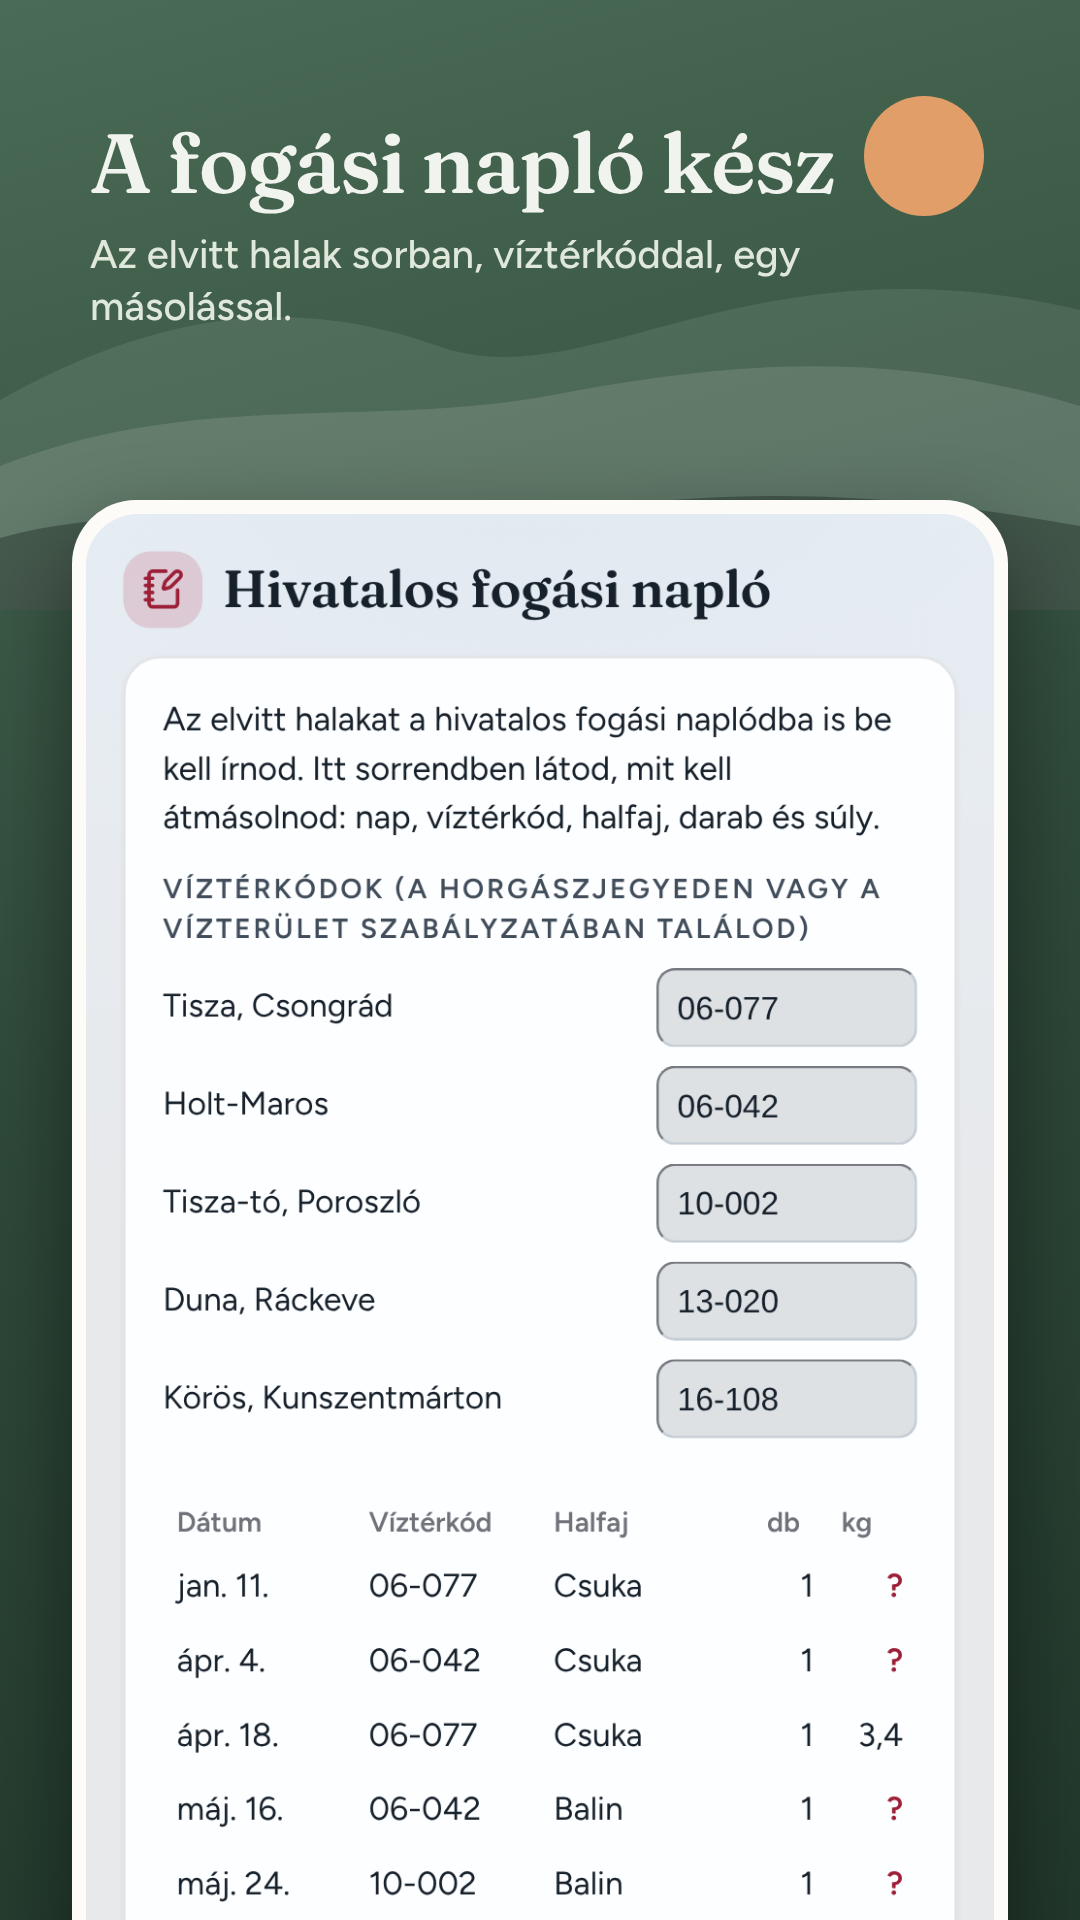 A fogási napló kész
Az elvitt halak sorban, víztérkóddal, egy
másolással.
Hivatalos fogási napló
Az elvitt halakat a hivatalos fogási naplódba is be
kell írnod. Itt sorrendben látod, mit kell
átmásolnod: nap, víztérkód, halfaj, darab és súly.
VÍZTÉRKÓDOK (A HORGÁSZJEGYEDEN VAGY A
VÍZTERÜLET SZABÁLYZATÁBAN TALÁLOD)
Tisza, Csongrád 06-077
Holt-Maros 06-042
Tisza-tó, Poroszló 10-002
Duna, Ráckeve 13-020
Körös, Kunszentmárton 16-108
Dátum Víztérkód Halfaj db kg
jan. 11. 06-077 Csuka 1 ?
ápr. 4. 06-042 Csuka 1 ?
ápr. 18. 06-077 Csuka 1 3,4
máj. 16. 06-042 Balin 1 ?
máj. 24. 10-002 Balin 1 ?